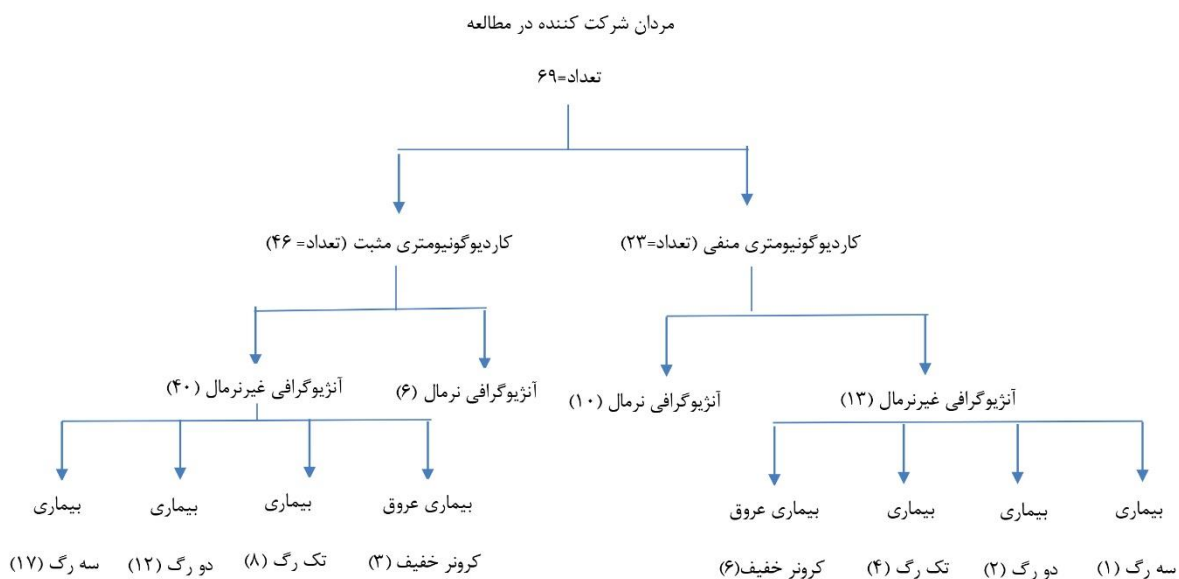 مردان شرکت کننده در مطالعه
تعداد=۶۹
کاردیوگونیومتری منفی (تعداد=۲۳)
کاردیوگونیومتری مثبت (تعداد= ۴۶)
آنژیوگرافی غیرنرمال (۱۳)
آنژیوگرافی نرمال (۱۰)
آنژیوگرافی نرمال (۶)
آنژیوگرافی غیرنرمال (۴۰)
بیماری
سه رگ (۱)
بیماری
دو رگ (۲)
بیماری
تک رگ (۴)
بیماری عروق
کرونر خفیف(۶)
بیماری عروق
کرونر خفیف (۳)
بیماری
تک رگ (۸)
بیماری
دو رگ (۱۲)
بیماری
سه رگ (۱۷)